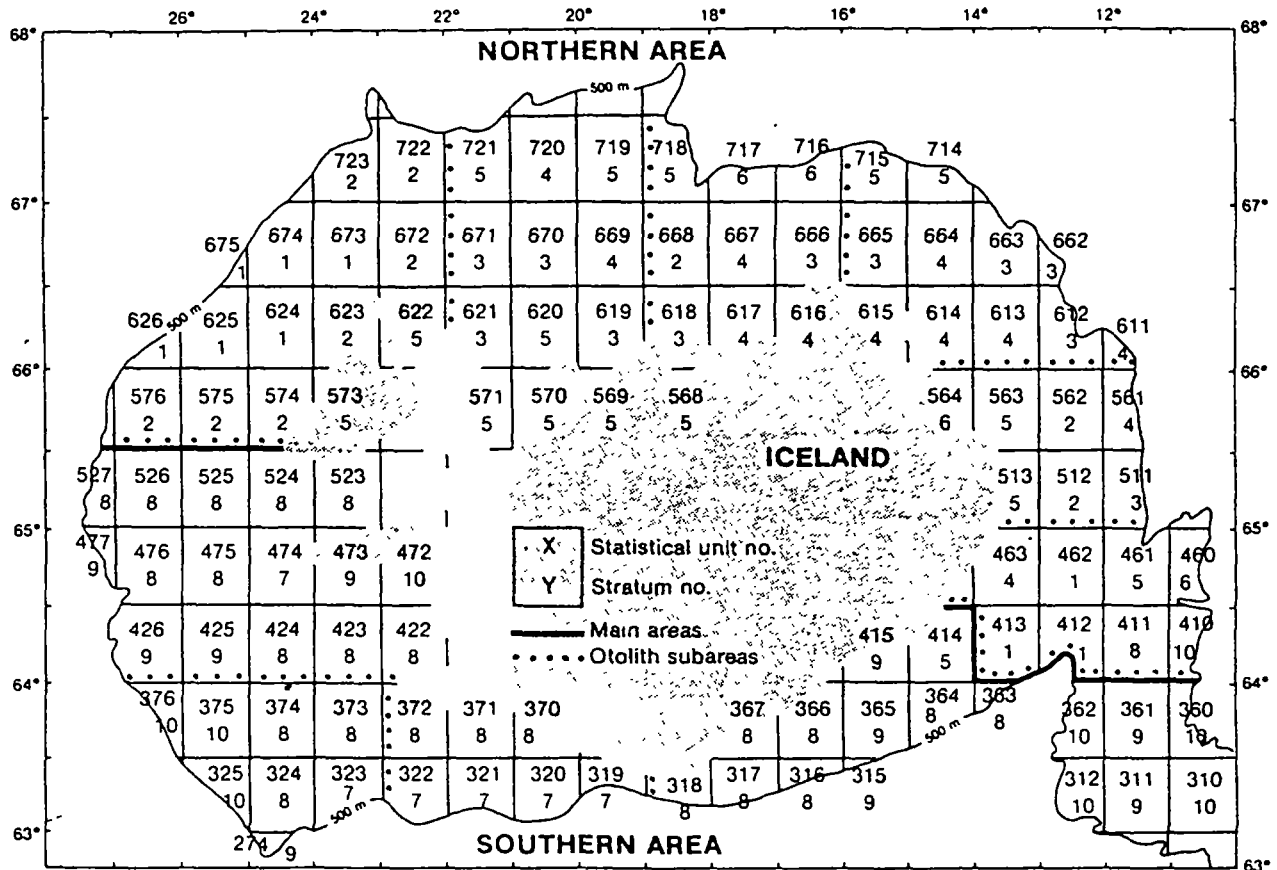 26° 24° 22° 20° 18° 16° 14° 12°
68° 68°
NORTHERN AREA
500 m
723 722 721 720 719 718 717 716 715 714
2 2 5 4 5 5 6 6 5 5
67° 67°
675 674 673 672 671 670 669 668 667 666 665 664 663 662
1 1 1 2 3 3 4 2 4 3 3 4 3 3
500 m
626 625 624 623 622 621 620 619 618 617 616 615 614 613 612 611
1 1 1 2 5 3 5 3 3 4 4 4 4 4 3 4
66° 66°
576 575 574 573 571 570 569 568 564 563 562 561
2 2 2 5 5 5 5 5 6 5 2 4
ICELAND
527 526 525 524 523 513 512 511
8 8 8 8 8 5 2 3
65° 65°
477 476 475 474 473 472 463 462 461 460
9 8 8 7 9 10 4 1 5 6
X Statistical unit no.
Y Stratum no.
Main areas
Otolith subareas
426 425 424 423 422 415 414 413 412 411 410
9 9 8 8 8 9 5 1 1 8 10
64° 64°
376 375 374 373 372 371 370 367 366 365 364 363 362 361 360
10 10 8 8 8 8 8 8 8 9 8 8 10 9 10
500 m
325 324 323 322 321 320 319 318 317 316 315 312 311 310
10 8 7 7 7 7 7 8 8 8 9 10 9 10
500 m
63° 63°
274 9
SOUTHERN AREA